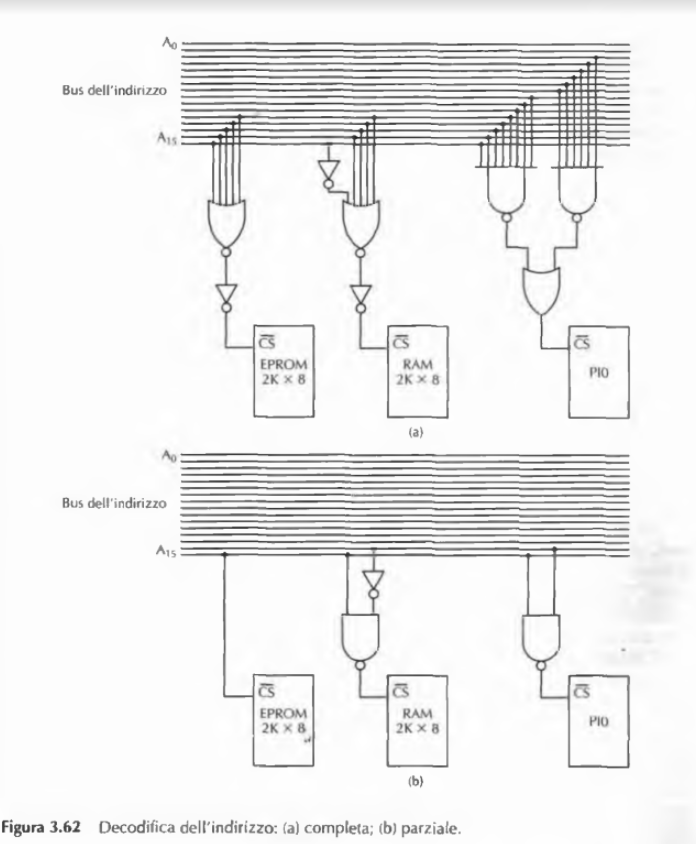 A0
Bus dell'indirizzo
A15
CS
EPROM
2K × 8
CS
RAM
2K × 8
CS
PIO
(a)
A0
Bus dell'indirizzo
A15
CS
EPROM
2K × 8
CS
RAM
2K × 8
CS
PIO
(b)
Figura 3.62 Decodifica dell'indirizzo: (a) completa; (b) parziale.